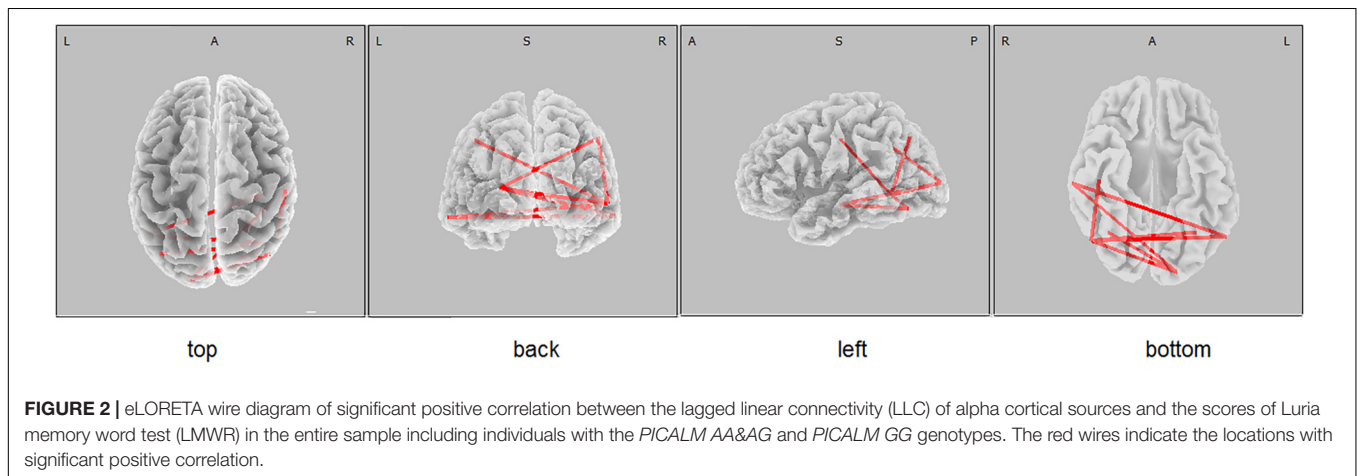 L A R L S R A S P R A L
top back left bottom
FIGURE 2 | eLORETA wire diagram of significant positive correlation between the lagged linear connectivity (LLC) of alpha cortical sources and the scores of Luria
memory word test (LMWR) in the entire sample including individuals with the PICALM AA&AG and PICALM GG genotypes. The red wires indicate the locations with
significant positive correlation.